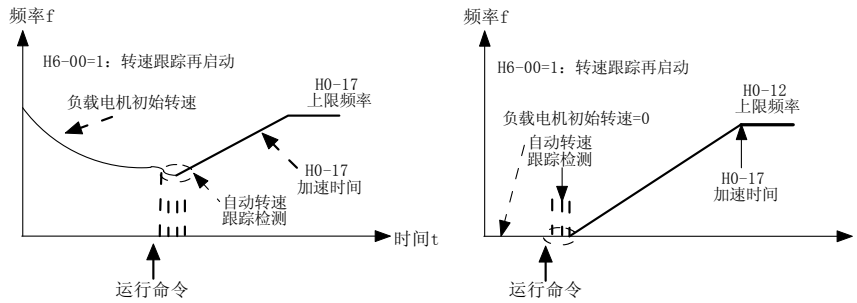 频率f
H6-00=1: 转速跟踪再启动
负载电机初始转速
H0-17
上限频率
H0-17
加速时间
自动转速
跟踪检测
时间t
运行命令
频率f
H6-00=1: 转速跟踪再启动
负载电机初始转速=0
自动转速
跟踪检测
H0-12
上限频率
H0-17
加速时间
运行命令